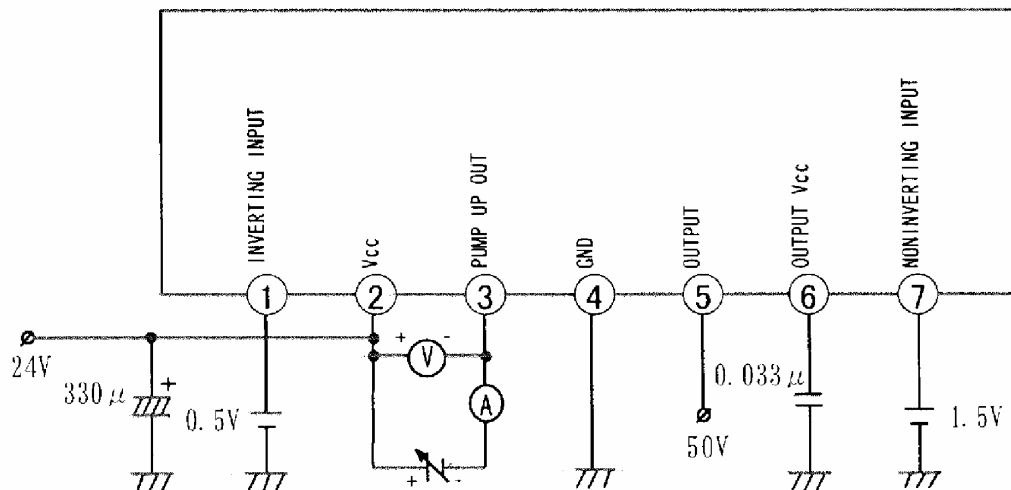 INVERTING INPUT
Vcc
PUMP UP OUT
GND
OUTPUT
OUTPUT Vcc
NONINVERTING INPUT
1
2
3
4
5
6
7
24V
330μ
+
0.5V
+ V -
A
+ -
50V
0.033μ
1.5V